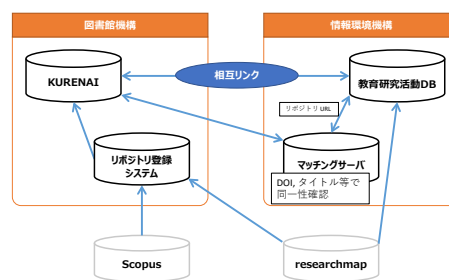 図書館機構
情報環境機構
KURENAI
相互リンク
教育研究活動DB
リポジトリ URL
リポジトリ登録
システム
マッチングサーバ
DOI, タイトル等で
同一性確認
Scopus
researchmap